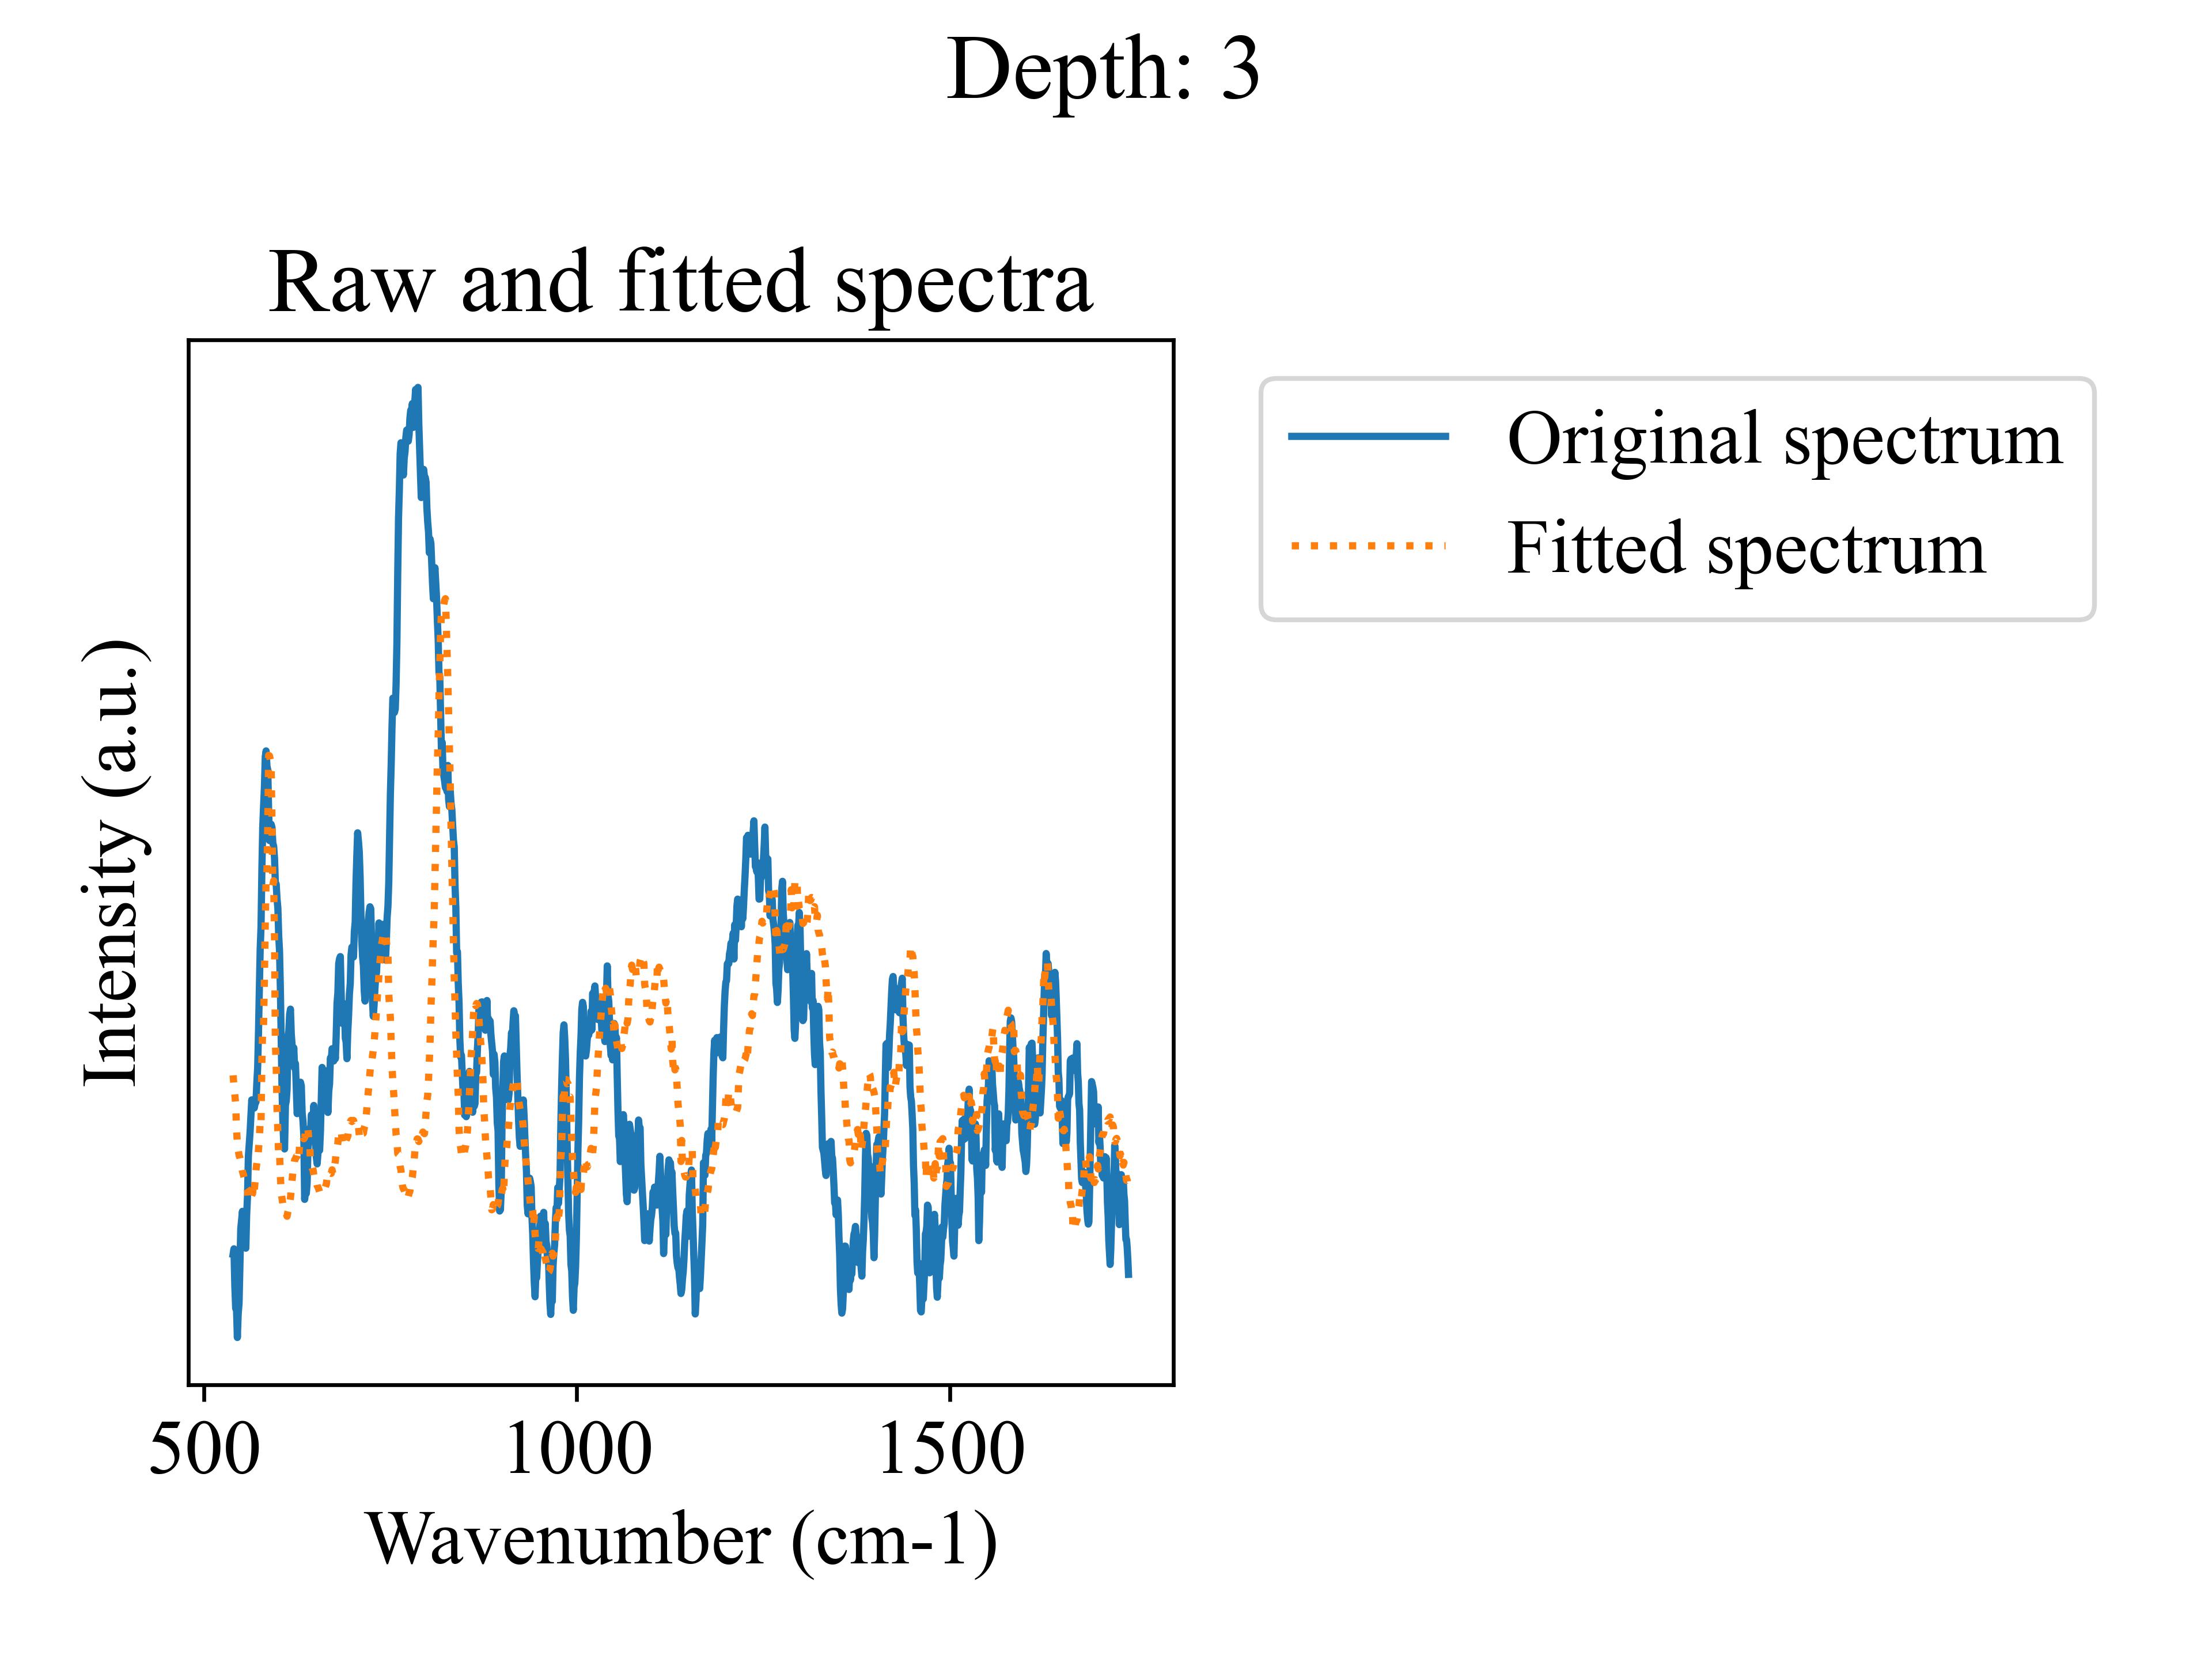 Depth: 3
Raw and fitted spectra
Original spectrum
Fitted spectrum
Intensity (a.u.)
500 1000 1500
Wavenumber (cm-1)